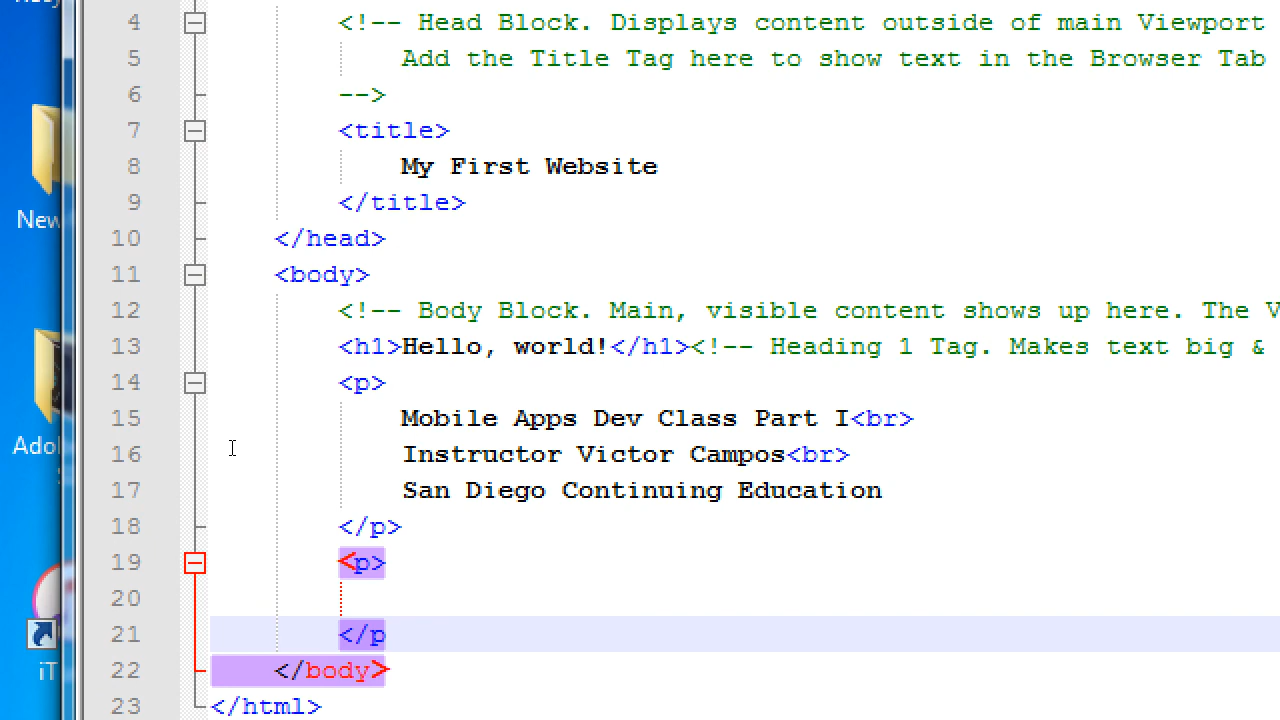 4 <!-- Head Block. Displays content outside of main Viewport
5 Add the Title Tag here to show text in the Browser Tab
6 -->
7 <title>
8 My First Website
9 </title>
10 </head>
11 <body>
12 <!-- Body Block. Main, visible content shows up here. The V
13 <h1>Hello, world!</h1><!-- Heading 1 Tag. Makes text big &
14 <p>
15 Mobile Apps Dev Class Part I<br>
16 Instructor Victor Campos<br>
17 San Diego Continuing Education
18 </p>
19 <p>
20
21 </p
22 </body>
23 </html>
New
Ado
iT